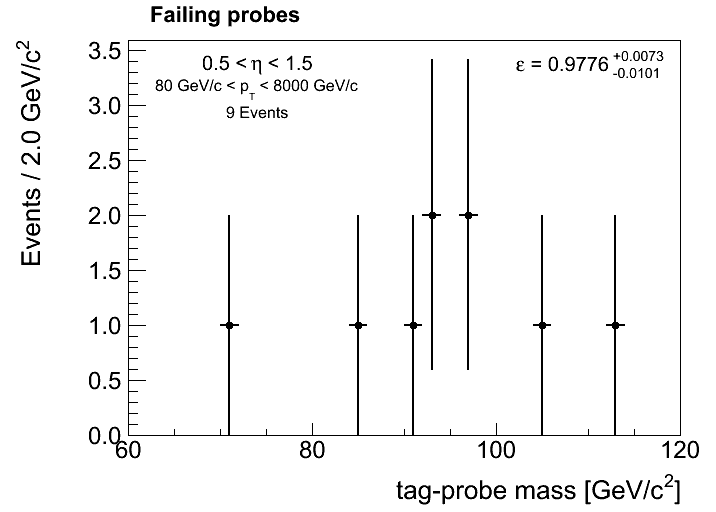 Failing probes
0.5 < η < 1.5
80 GeV/c < p_T < 8000 GeV/c
9 Events
ε = 0.9776 +0.0073 -0.0101
Events / 2.0 GeV/c²
3.5
3.0
2.5
2.0
1.5
1.0
0.5
0.0
60 80 100 120
tag-probe mass [GeV/c²]